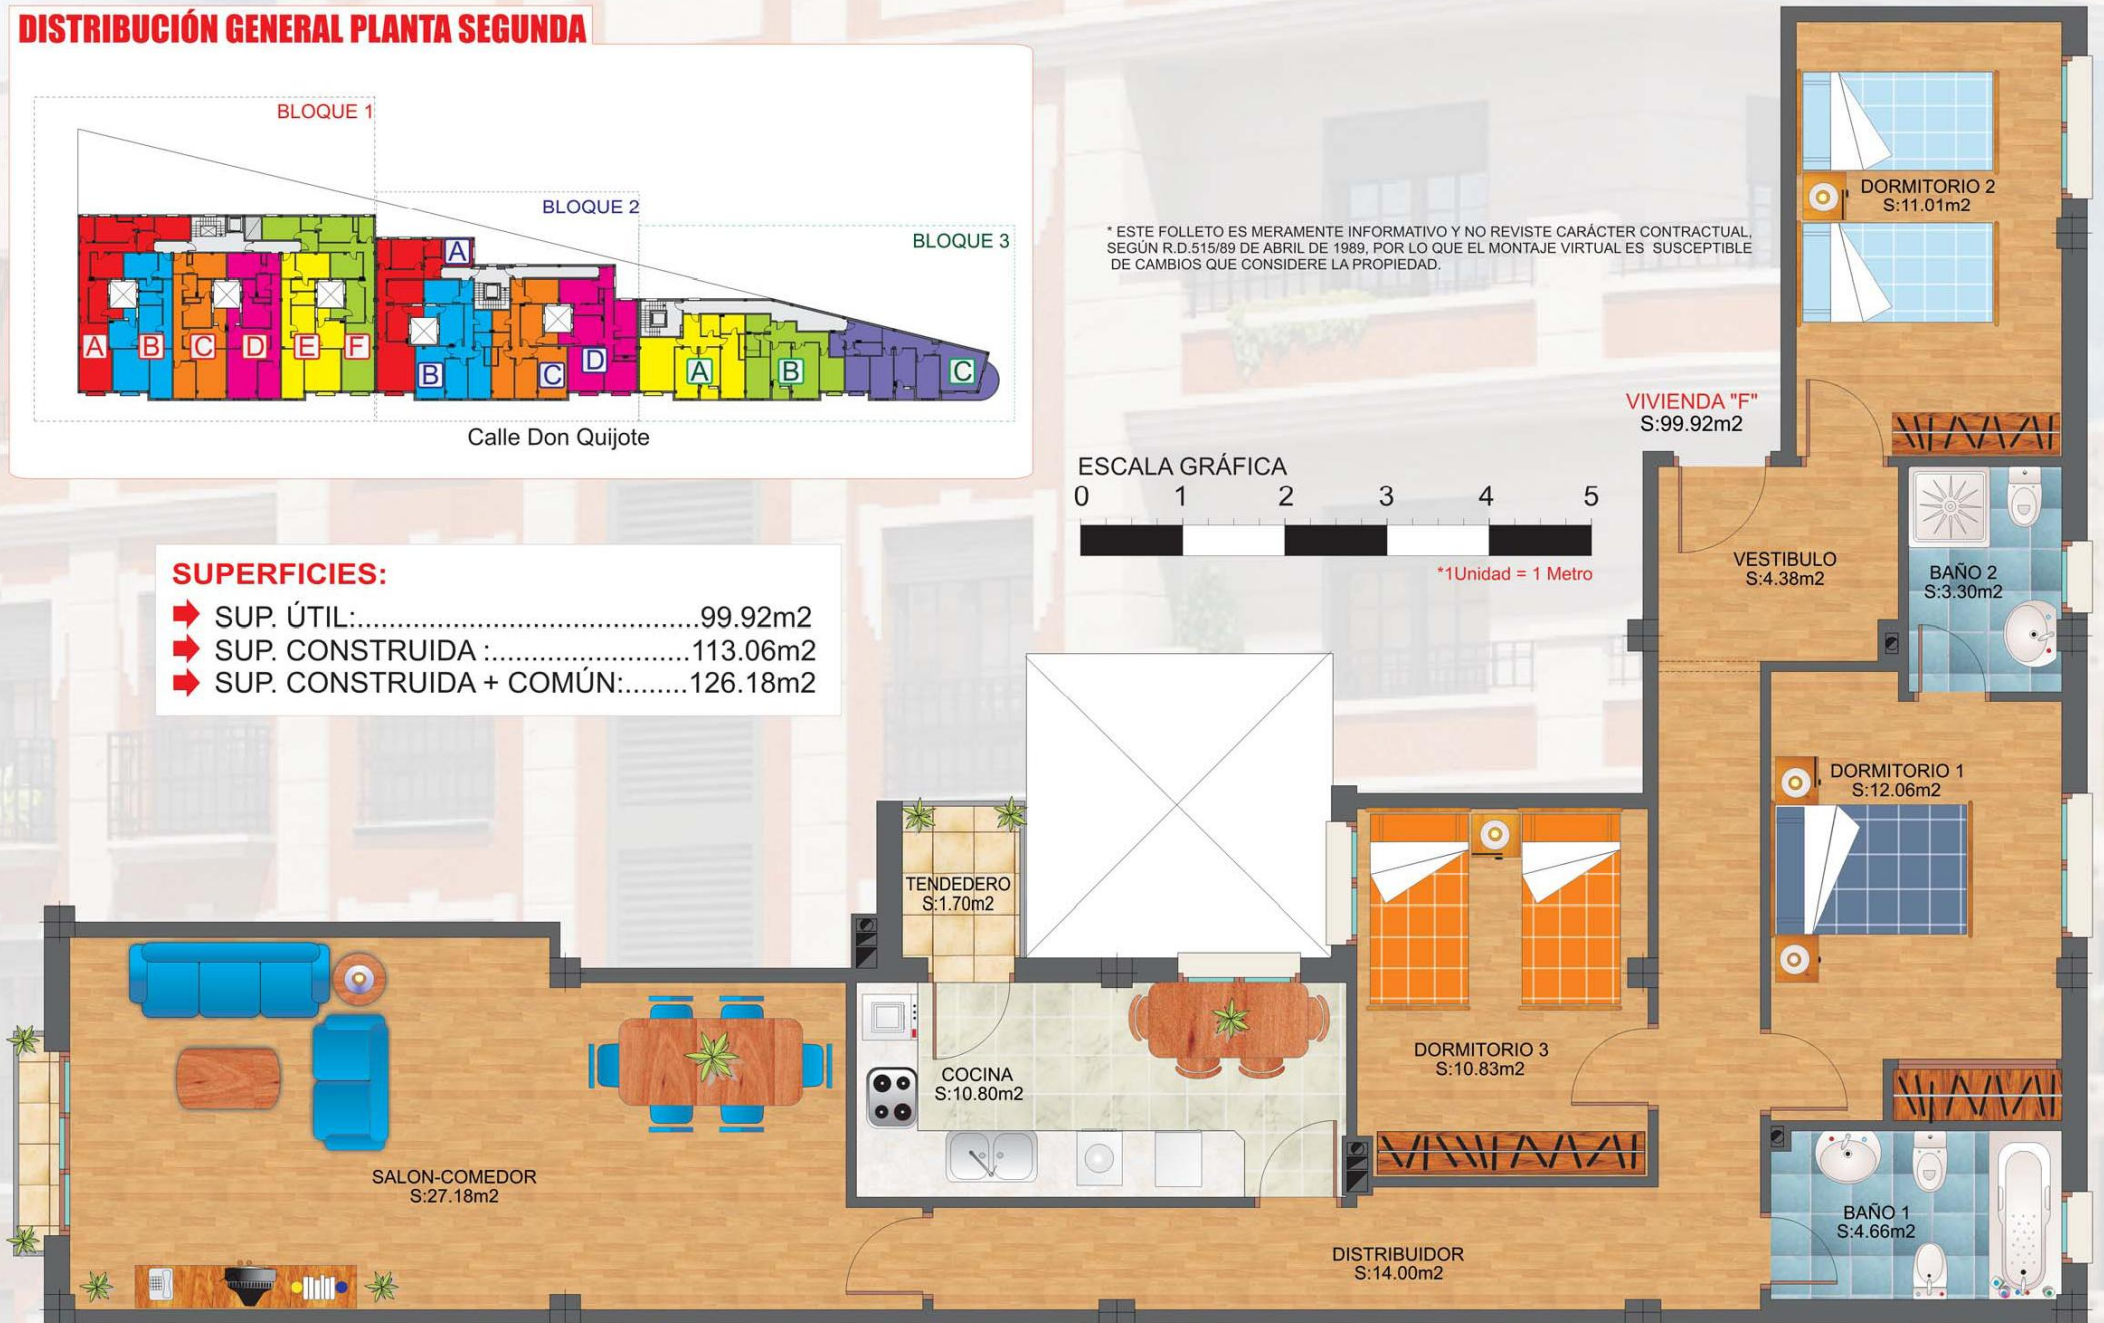 DISTRIBUCIÓN GENERAL PLANTA SEGUNDA
BLOQUE 1
BLOQUE 2
BLOQUE 3
A
B
C
D
E
F
A
B
C
D
A
B
C
Calle Don Quijote
* ESTE FOLLETO ES MERAMENTE INFORMATIVO Y NO REVISTE CARÁCTER CONTRACTUAL,
SEGÚN R.D.515/89 DE ABRIL DE 1989, POR LO QUE EL MONTAJE VIRTUAL ES SUSCEPTIBLE
DE CAMBIOS QUE CONSIDERE LA PROPIEDAD.
VIVIENDA "F"
S:99.92m2
ESCALA GRÁFICA
0 1 2 3 4 5
*1Unidad = 1 Metro
SUPERFICIES:
SUP. ÚTIL:.........................................99.92m2
SUP. CONSTRUIDA :........................113.06m2
SUP. CONSTRUIDA + COMÚN:........126.18m2
DORMITORIO 2
S:11.01m2
VESTIBULO
S:4.38m2
BAÑO 2
S:3.30m2
DORMITORIO 1
S:12.06m2
TENDEDERO
S:1.70m2
DORMITORIO 3
S:10.83m2
COCINA
S:10.80m2
SALON-COMEDOR
S:27.18m2
BAÑO 1
S:4.66m2
DISTRIBUIDOR
S:14.00m2